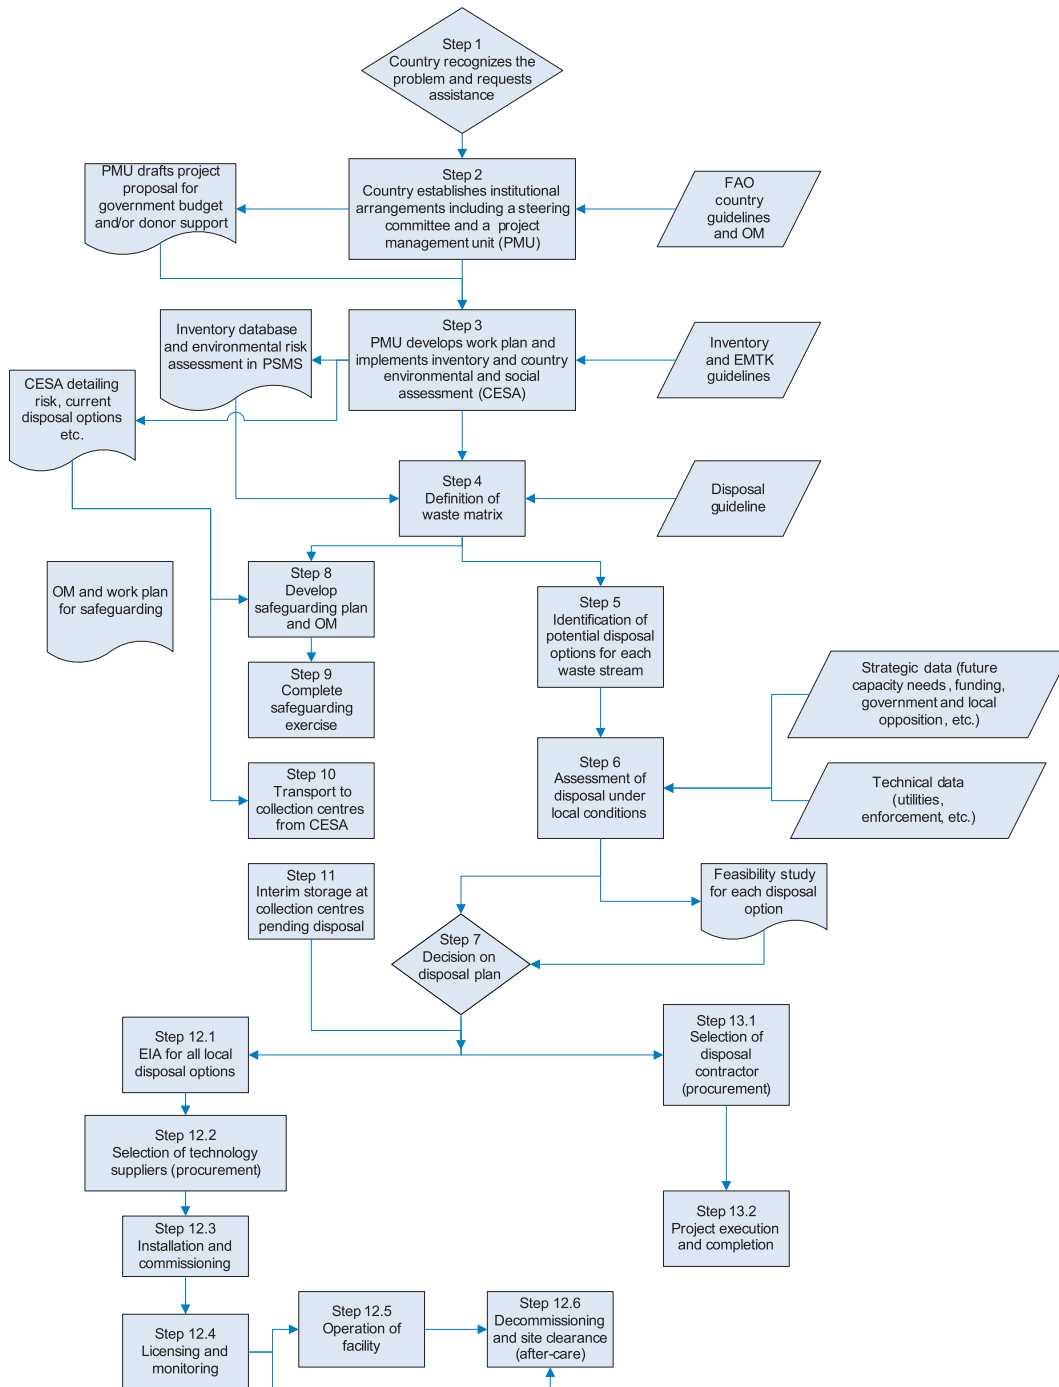 Step 1
Country recognizes the
problem and requests
assistance
PMU drafts project
proposal for
government budget
and/or donor support
Step 2
Country establishes institutional
arrangements including a steering
committee and a project
management unit (PMU)
FAO
country
guidelines
and OM
Inventory database
and environmental risk
assessment in PSMS
Step 3
PMU develops work plan and
implements inventory and country
environmental and social
assessment (CESA)
Inventory
and EMTK
guidelines
CESA detailing
risk, current
disposal options
etc.
Step 4
Definition of
waste matrix
Disposal
guideline
OM and work plan
for safeguarding
Step 8
Develop
safeguarding plan
and OM
Step 5
Identification of
potential disposal
options for each
waste stream
Step 9
Complete
safeguarding
exercise
Strategic data (future
capacity needs, funding,
government and local
opposition, etc.)
Step 6
Assessment of
disposal under
local conditions
Step 10
Transport to
collection centres
from CESA
Technical data
(utilities,
enforcement, etc.)
Step 11
Interim storage at
collection centres
pending disposal
Feasibility study
for each disposal
option
Step 7
Decision on
disposal plan
Step 12.1
EIA for all local
disposal options
Step 13.1
Selection of
disposal
contractor
(procurement)
Step 12.2
Selection of technology
suppliers (procurement)
Step 12.3
Installation and
commissioning
Step 13.2
Project execution
and completion
Step 12.4
Licensing and
monitoring
Step 12.5
Operation of
facility
Step 12.6
Decommissioning
and site clearance
(after-care)